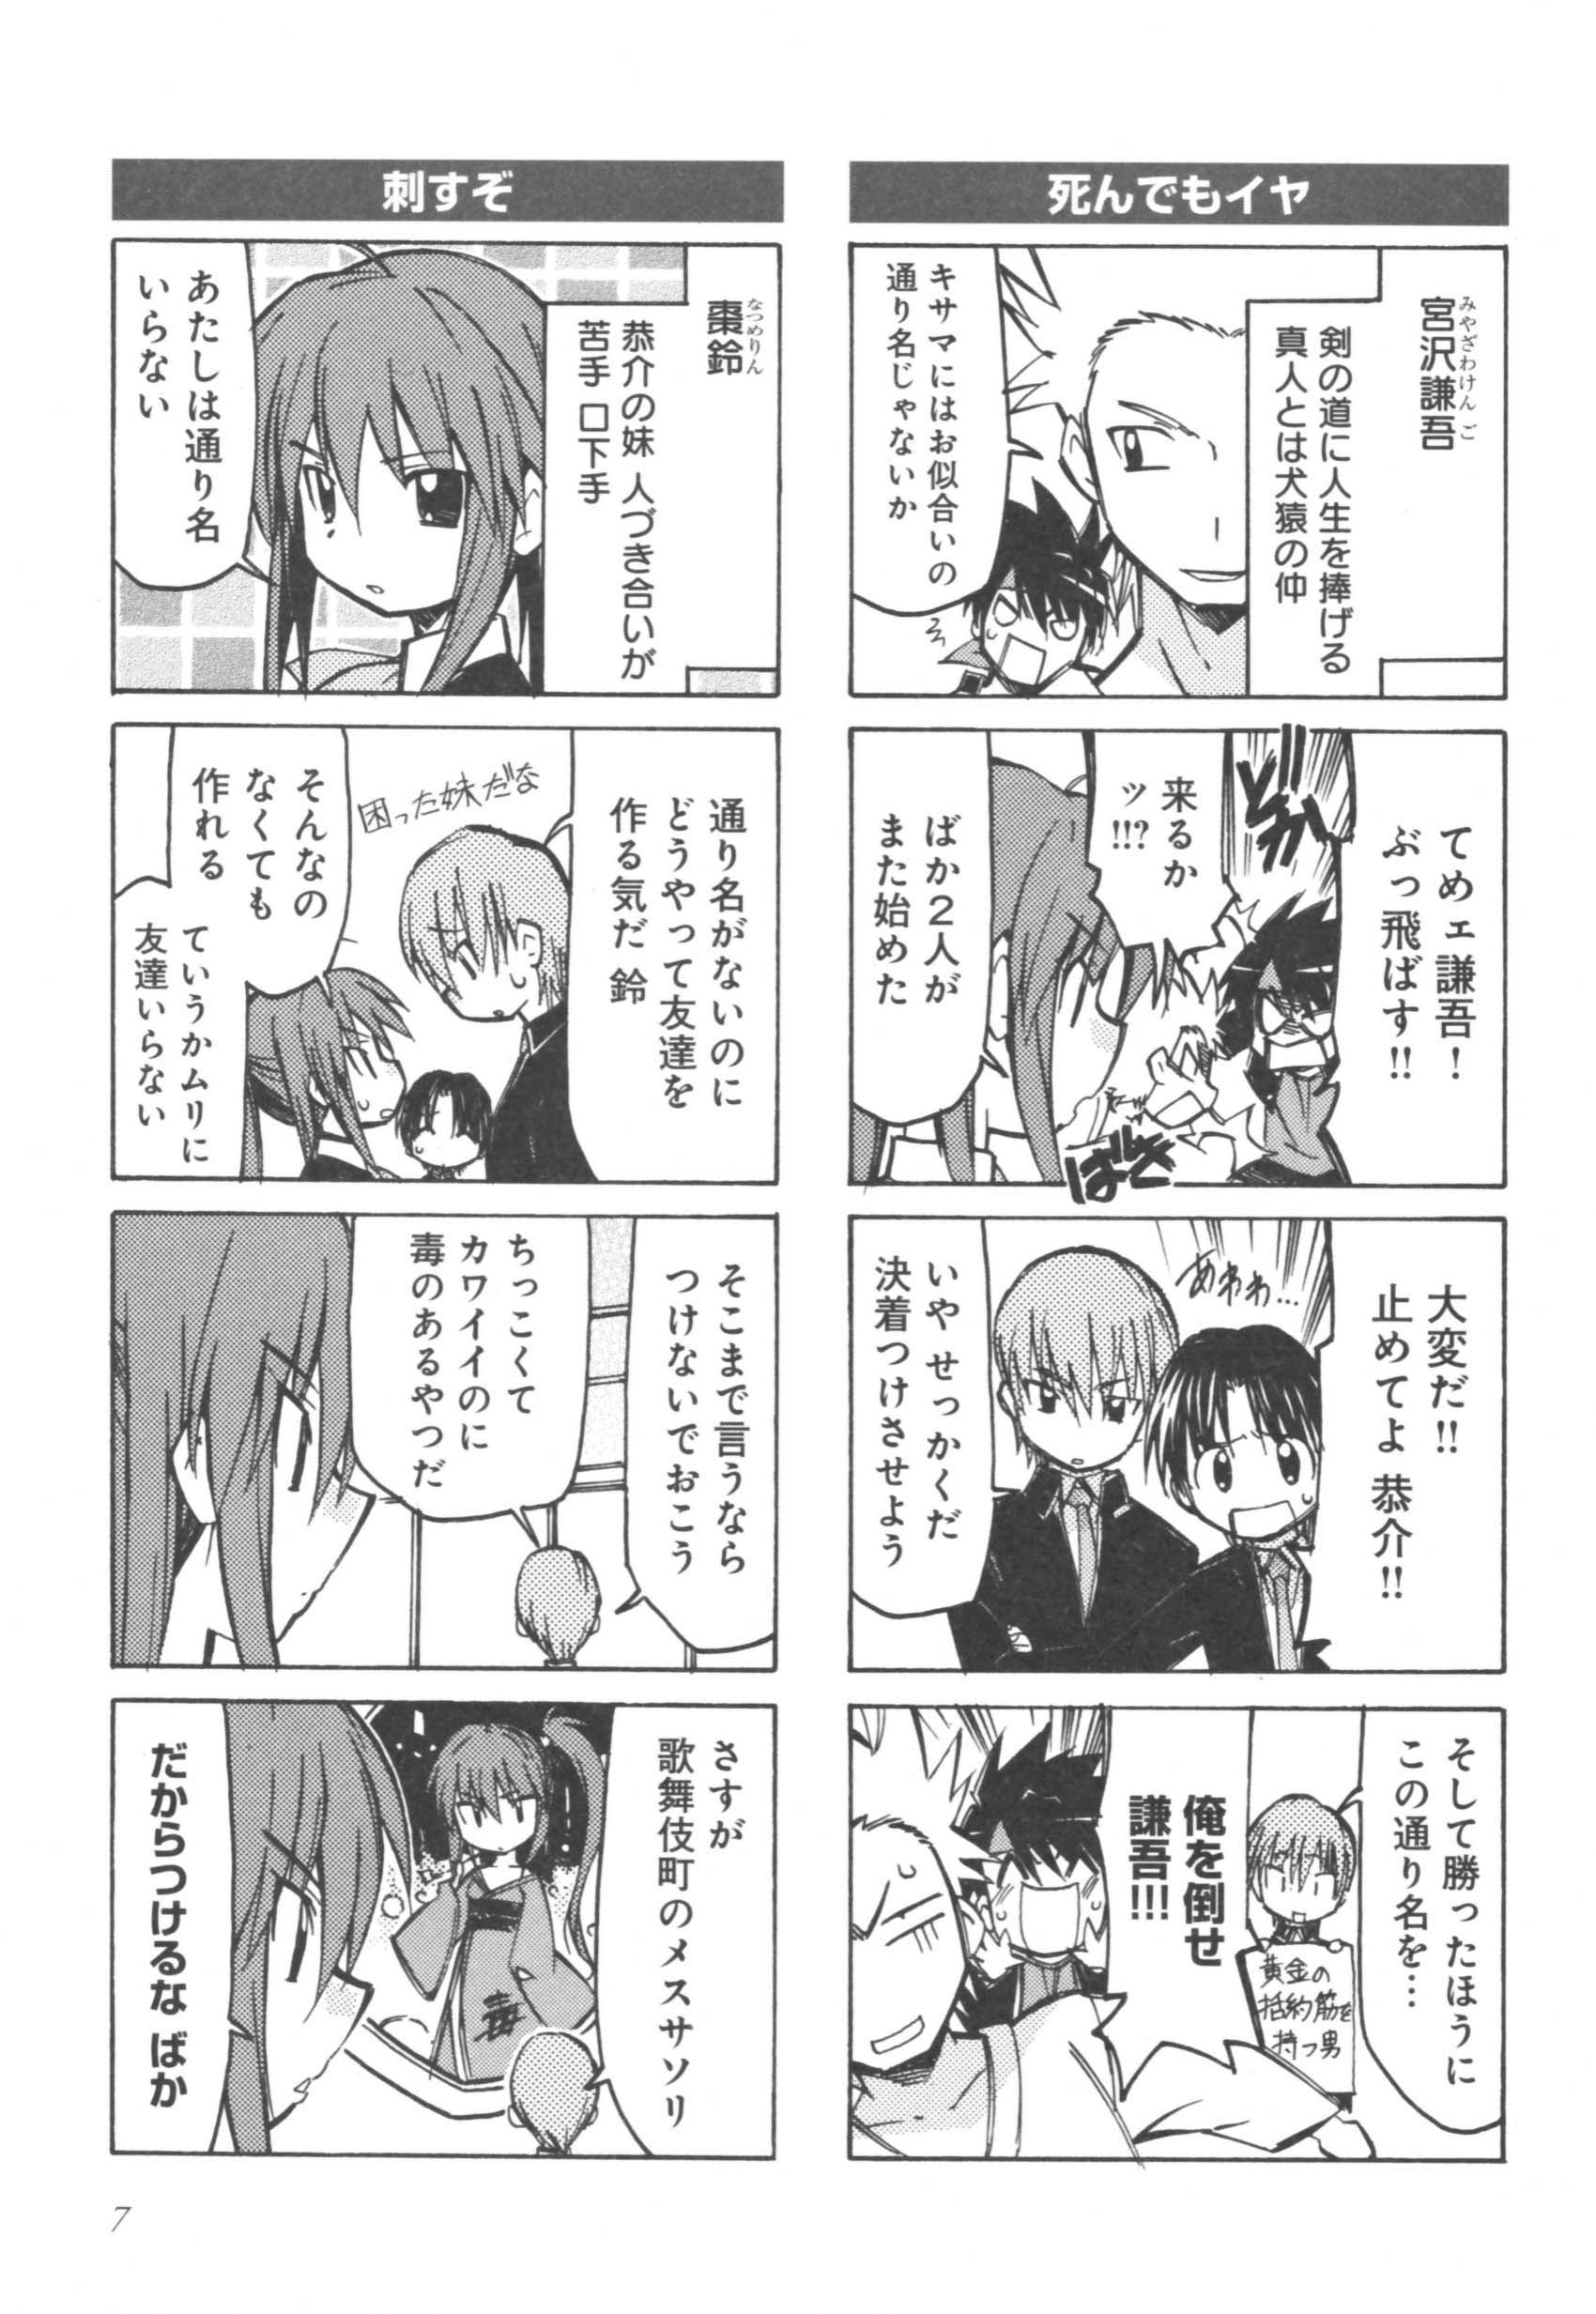 死んでもイヤ
宮沢謙吾
みやざわけんご
剣の道に人生を捧げる
真人とは犬猿の仲
キサマにはお似合いの
通り名じゃないか
てめェ謙吾！
ぶっ飛ばす!!
来るか
ッ!!?
ばか2人が
また始めた
ばさ
大変だ!!
止めてよ 恭介!!
あわわ…
いや せっかくだ
決着つけさせよう
そして勝ったほうに
この通り名を…
黄金の
括約筋を
持つ男
俺を倒せ
謙吾!!!
刺すぞ
棗鈴
なつめりん
恭介の妹 人づき合いが
苦手 口下手
あたしは通り名
いらない
通り名がないのに
どうやって友達を
作る気だ 鈴
困った妹だな
そんなの
なくても
作れる
ていうかムリに
友達いらない
そこまで言うなら
つけないでおこう
ちっこくて
カワイイのに
毒のあるやつだ
さすが
歌舞伎町のメスサソリ
毒
だからつけるな ばか
7